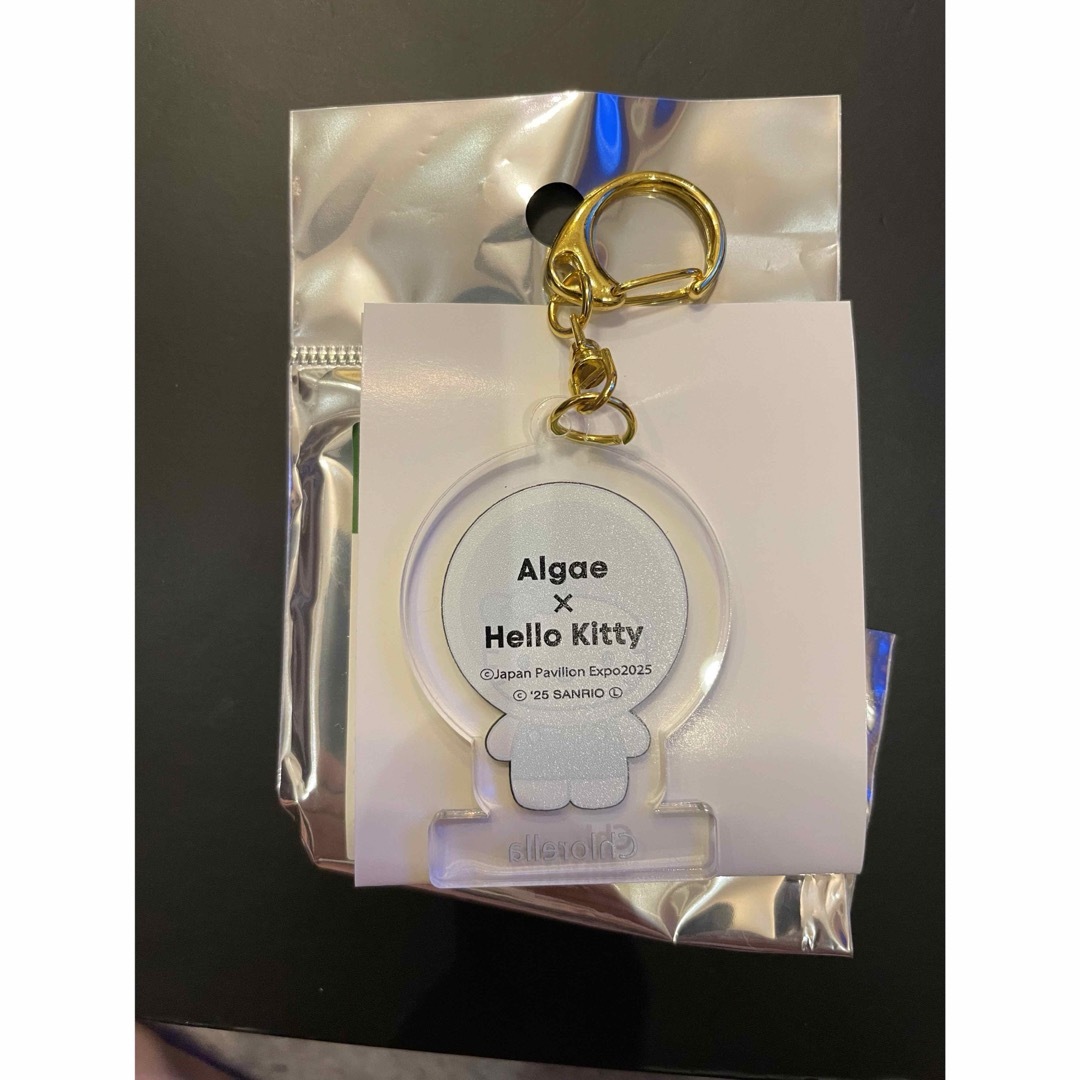 Algae
×
Hello Kitty
©Japan Pavilion Expo2025
© '25 SANRIO Ⓛ
Chlorella